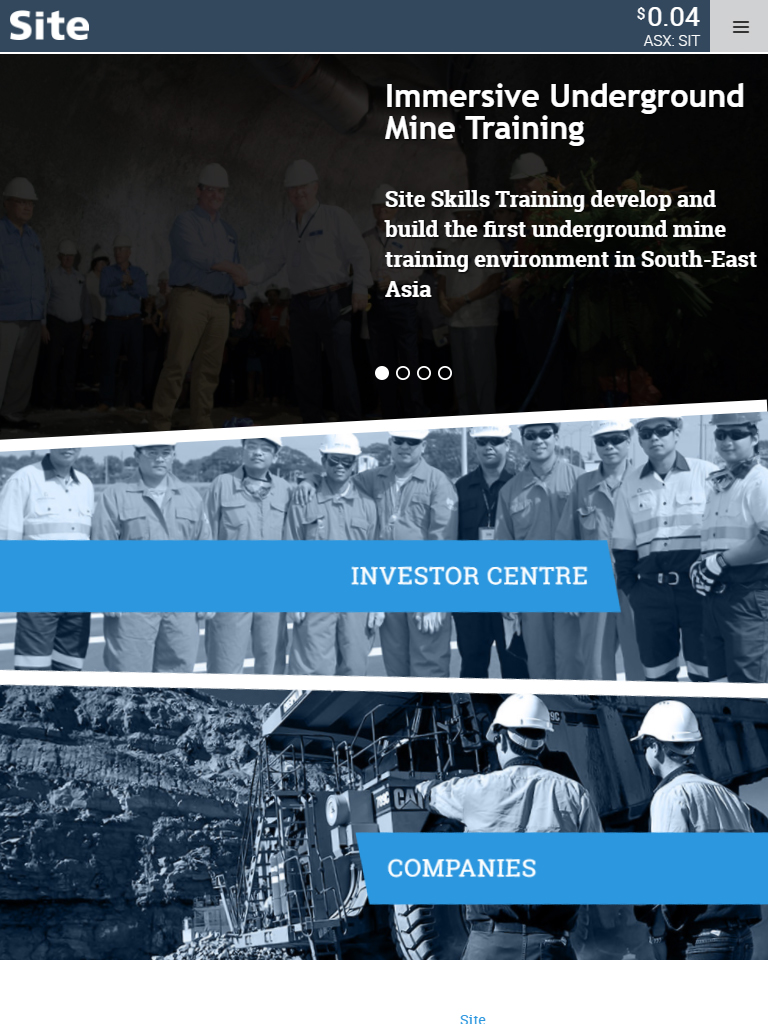 Site
$0.04
ASX: SIT
Immersive Underground
Mine Training
Site Skills Training develop and
build the first underground mine
training environment in South-East
Asia
INVESTOR CENTRE
CAT
COMPANIES
Site